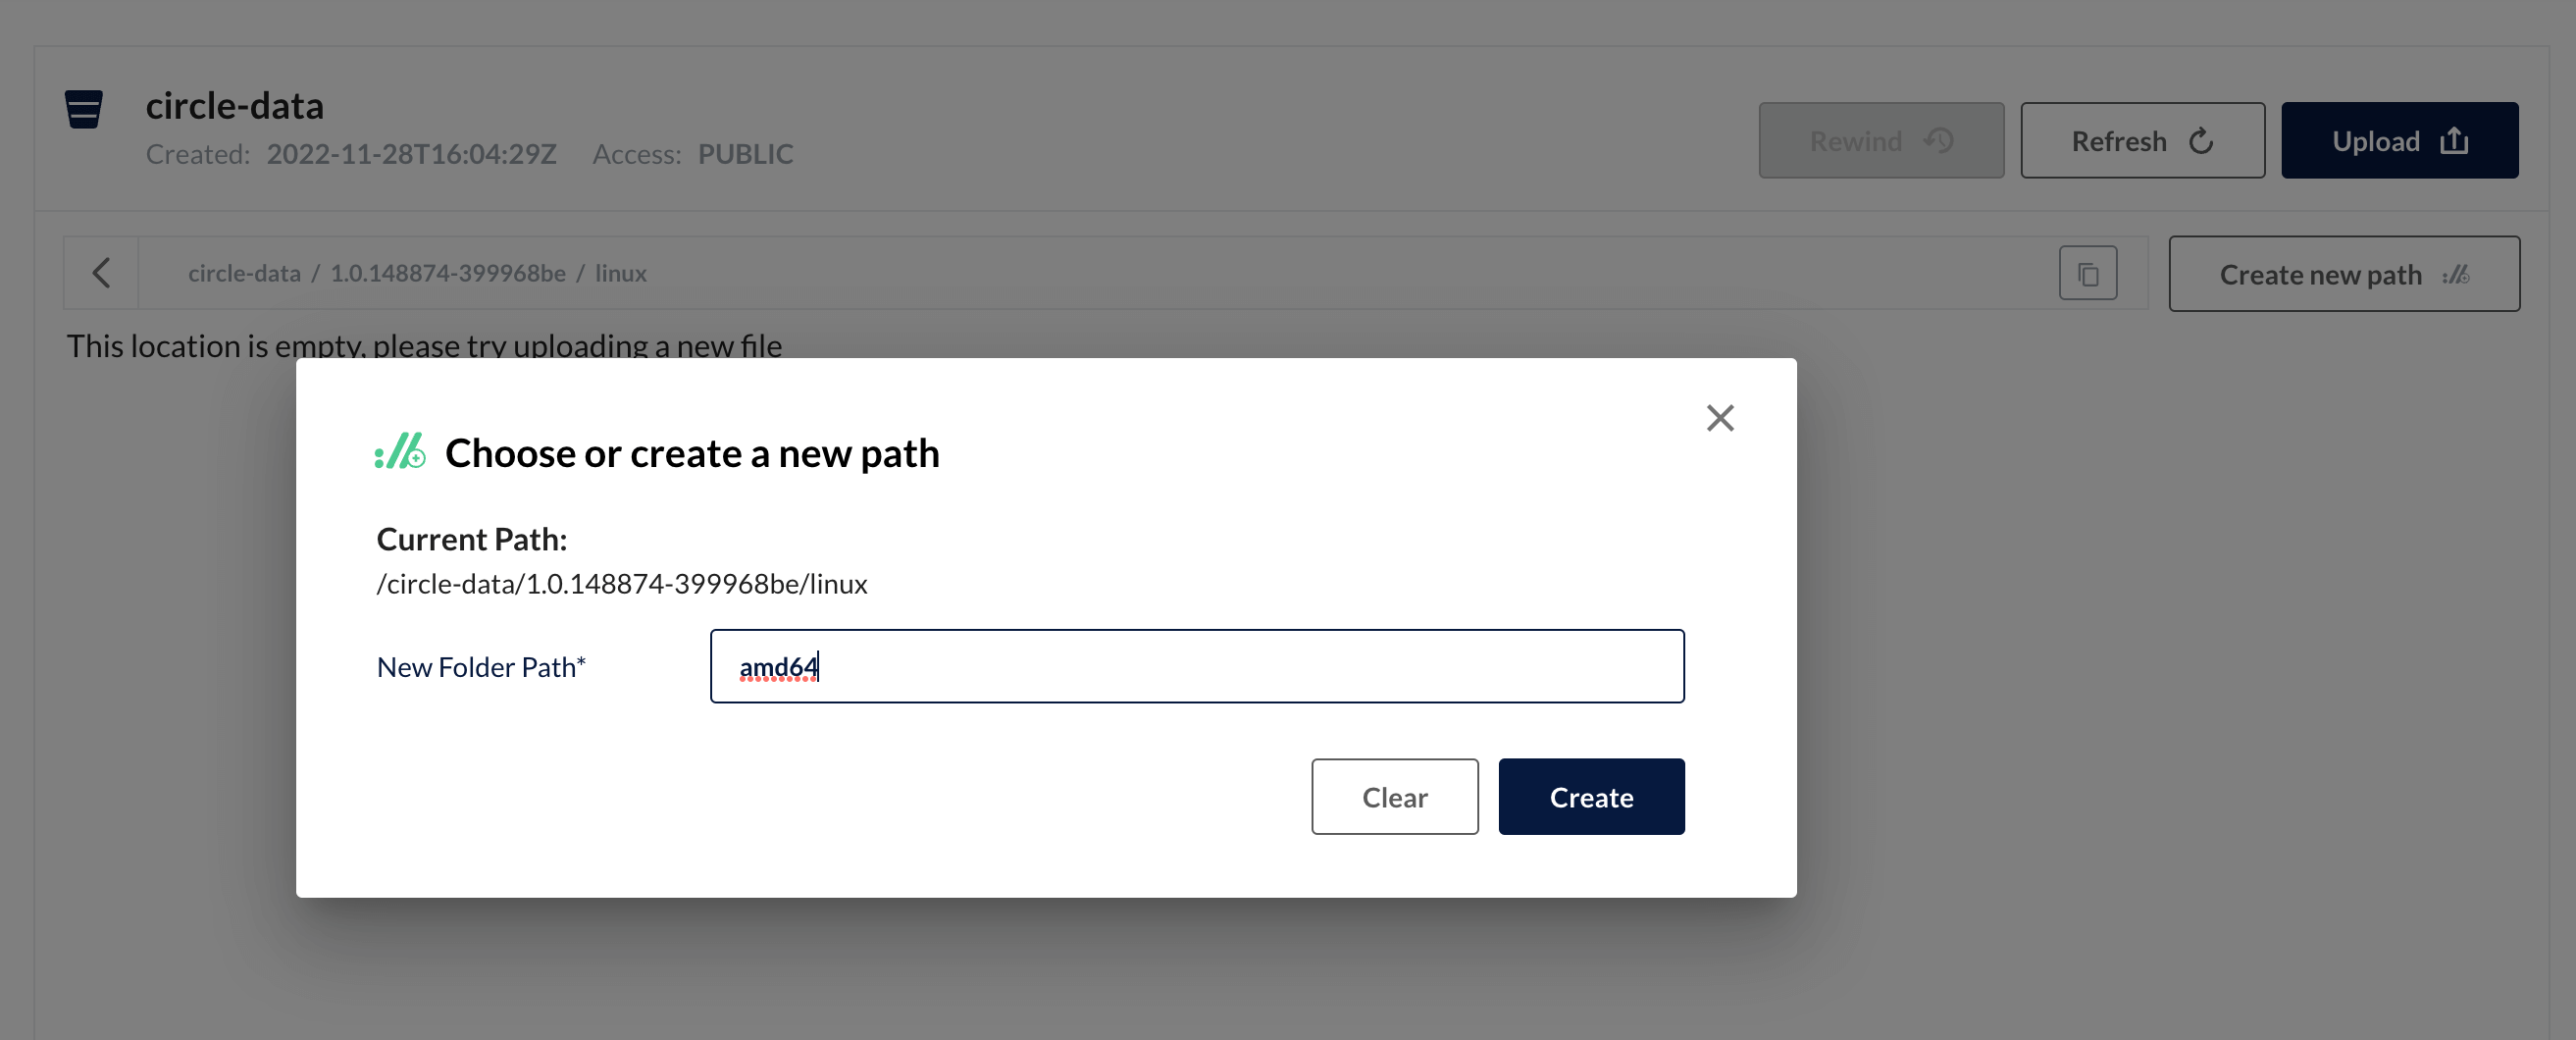 circle-data
Created: 2022-11-28T16:04:29Z Access: PUBLIC
Rewind
Refresh
Upload
circle-data / 1.0.148874-399968be / linux
Create new path
This location is empty, please try uploading a new file
Choose or create a new path
Current Path:
/circle-data/1.0.148874-399968be/linux
New Folder Path*
amd64
Clear
Create